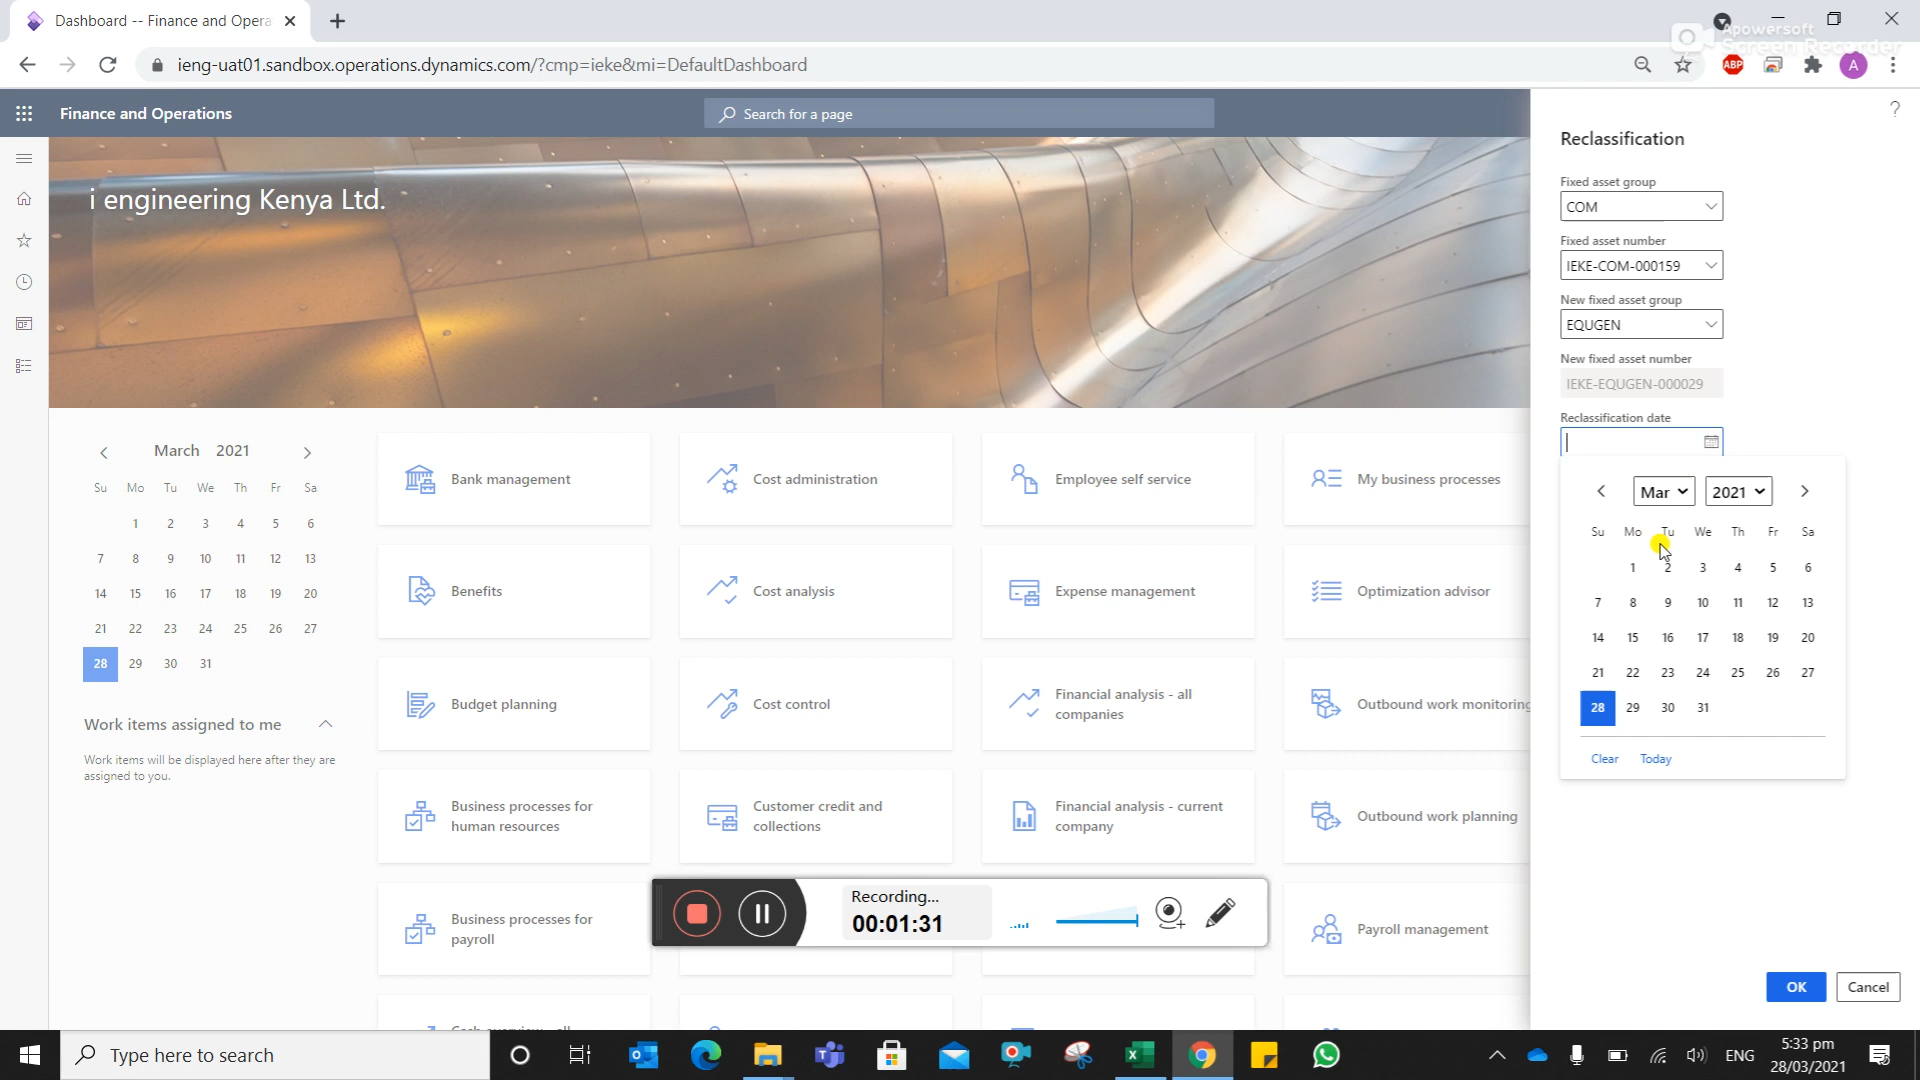 Dashboard -- Finance and Opera
Apowersoft
Screen Recorder
ieng-uat01.sandbox.operations.dynamics.com/?cmp=ieke&mi=DefaultDashboard
ABP
A
Finance and Operations
Search for a page
?
i engineering Kenya Ltd.
Reclassification
Fixed asset group
COM
Fixed asset number
IEKE-COM-000159
New fixed asset group
EQUGEN
New fixed asset number
IEKE-EQUGEN-000029
Reclassification date
Mar 2021
Su Mo Tu We Th Fr Sa
1 2 3 4 5 6
7 8 9 10 11 12 13
14 15 16 17 18 19 20
21 22 23 24 25 26 27
28 29 30 31
Clear Today
OK Cancel
March 2021
Su Mo Tu We Th Fr Sa
1 2 3 4 5 6
7 8 9 10 11 12 13
14 15 16 17 18 19 20
21 22 23 24 25 26 27
28 29 30 31
Work items assigned to me
Work items will be displayed here after they are
assigned to you.
Bank management
Cost administration
Employee self service
My business processes
Benefits
Cost analysis
Expense management
Optimization advisor
Budget planning
Cost control
Financial analysis - all
companies
Outbound work monitoring
Business processes for
human resources
Customer credit and
collections
Financial analysis - current
company
Outbound work planning
Business processes for
payroll
Payroll management
Recording...
00:01:31
Type here to search
ENG
5:33 pm
28/03/2021